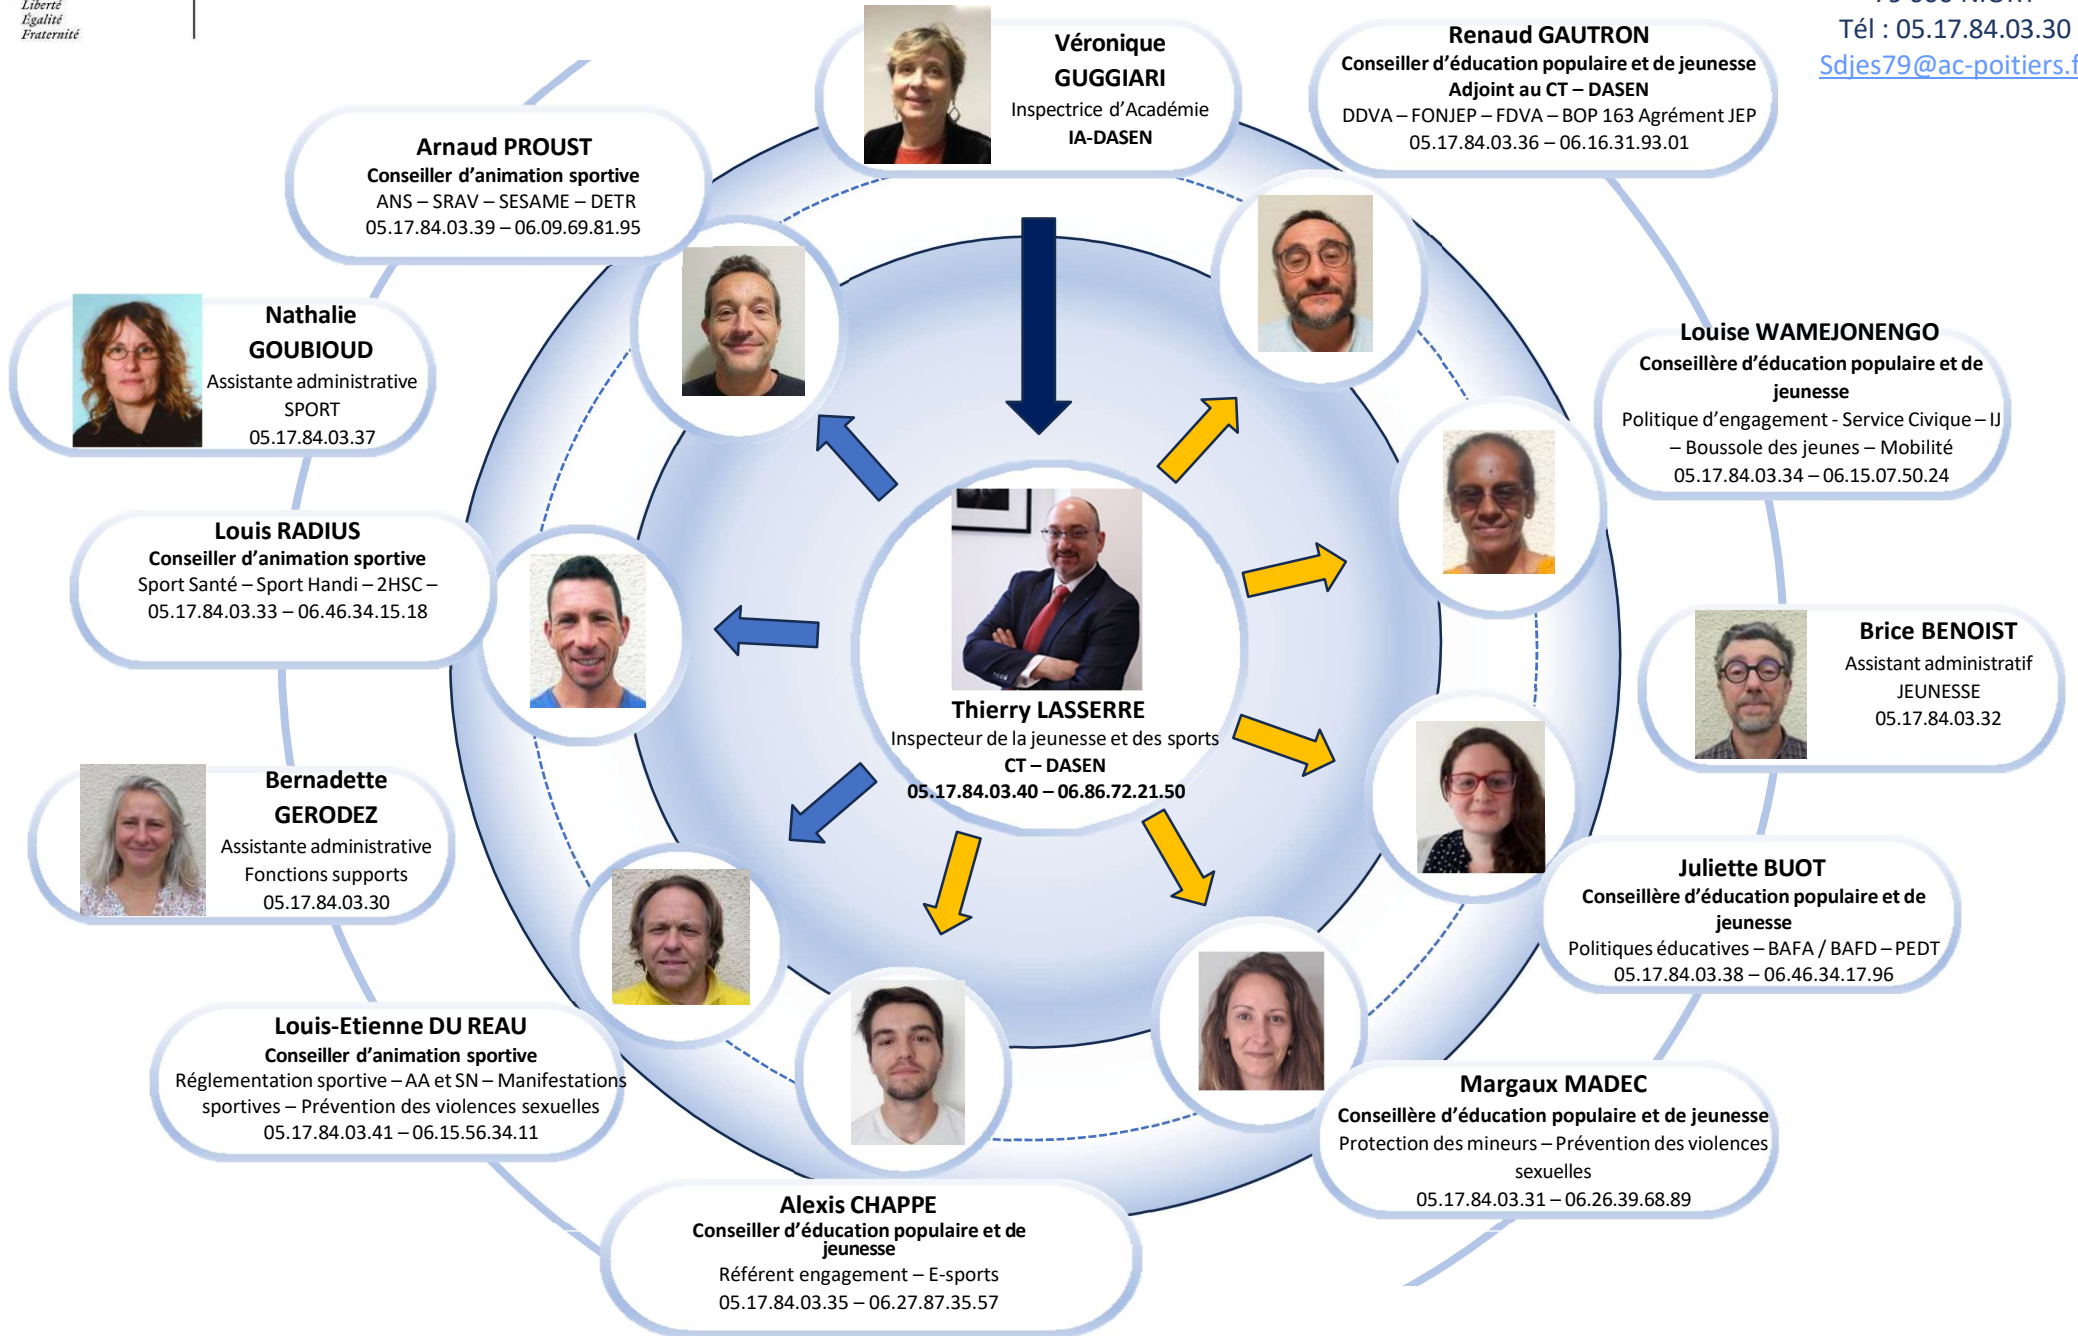 Liberté
Égalité
Fraternité
Tél : 05.17.84.03.30
Sdjes79@ac-poitiers.f
Véronique
GUGGIARI
Inspectrice d’Académie
IA-DASEN
Renaud GAUTRON
Conseiller d’éducation populaire et de jeunesse
Adjoint au CT – DASEN
DDVA – FONJEP – FDVA – BOP 163 Agrément JEP
05.17.84.03.36 – 06.16.31.93.01
Arnaud PROUST
Conseiller d’animation sportive
ANS – SRAV – SESAME – DETR
05.17.84.03.39 – 06.09.69.81.95
Nathalie
GOUBIOUD
Assistante administrative
SPORT
05.17.84.03.37
Louise WAMEJONENGO
Conseillère d’éducation populaire et de
jeunesse
Politique d’engagement - Service Civique – IJ
– Boussole des jeunes – Mobilité
05.17.84.03.34 – 06.15.07.50.24
Louis RADIUS
Conseiller d’animation sportive
Sport Santé – Sport Handi – 2HSC –
05.17.84.03.33 – 06.46.34.15.18
Thierry LASSERRE
Inspecteur de la jeunesse et des sports
CT – DASEN
05.17.84.03.40 – 06.86.72.21.50
Brice BENOIST
Assistant administratif
JEUNESSE
05.17.84.03.32
Bernadette
GERODEZ
Assistante administrative
Fonctions supports
05.17.84.03.30
Juliette BUOT
Conseillère d’éducation populaire et de
jeunesse
Politiques éducatives – BAFA / BAFD – PEDT
05.17.84.03.38 – 06.46.34.17.96
Louis-Etienne DU REAU
Conseiller d’animation sportive
Réglementation sportive – AA et SN – Manifestations
sportives – Prévention des violences sexuelles
05.17.84.03.41 – 06.15.56.34.11
Margaux MADEC
Conseillère d’éducation populaire et de jeunesse
Protection des mineurs – Prévention des violences
sexuelles
05.17.84.03.31 – 06.26.39.68.89
Alexis CHAPPE
Conseiller d’éducation populaire et de
jeunesse
Référent engagement – E-sports
05.17.84.03.35 – 06.27.87.35.57